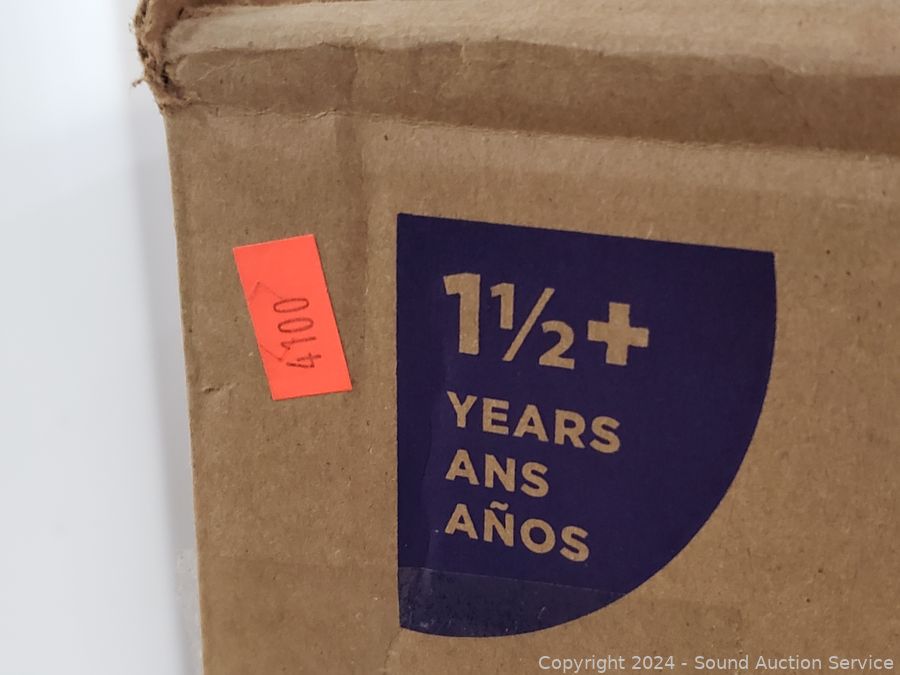 4100
1½+
YEARS
ANS
AÑOS
Copyright 2024 - Sound Auction Service